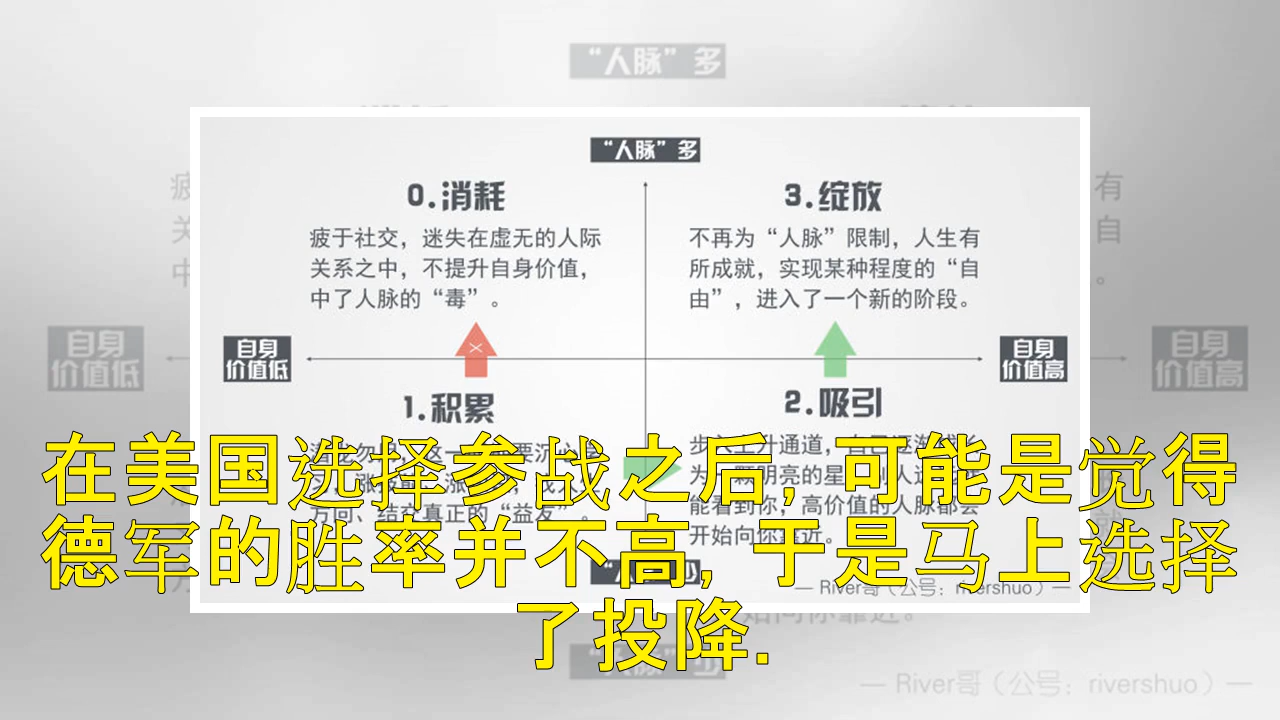 “人脉”多
0.消耗
疲于社交，迷失在虚无的人际
关系之中，不提升自身价值，
中了人脉的“毒”。
3.绽放
不再为“人脉”限制，人生有
所成就，实现某种程度的“自
由”，进入了一个新的阶段。
自身
价值低
自身
价值高
1.积累
2.吸引
方向、结交真正的“益友”。
步入上升通道，
能看到你，高价值的人脉都会
开始向你靠近。
— River哥（公号：rivershuo）—
在美国选择参战之后,可能是觉得
德军的胜率并不高,于是马上选择
了投降.
自身
价值低
自身
价值高
“人脉”多
— River哥（公号：rivershuo）—